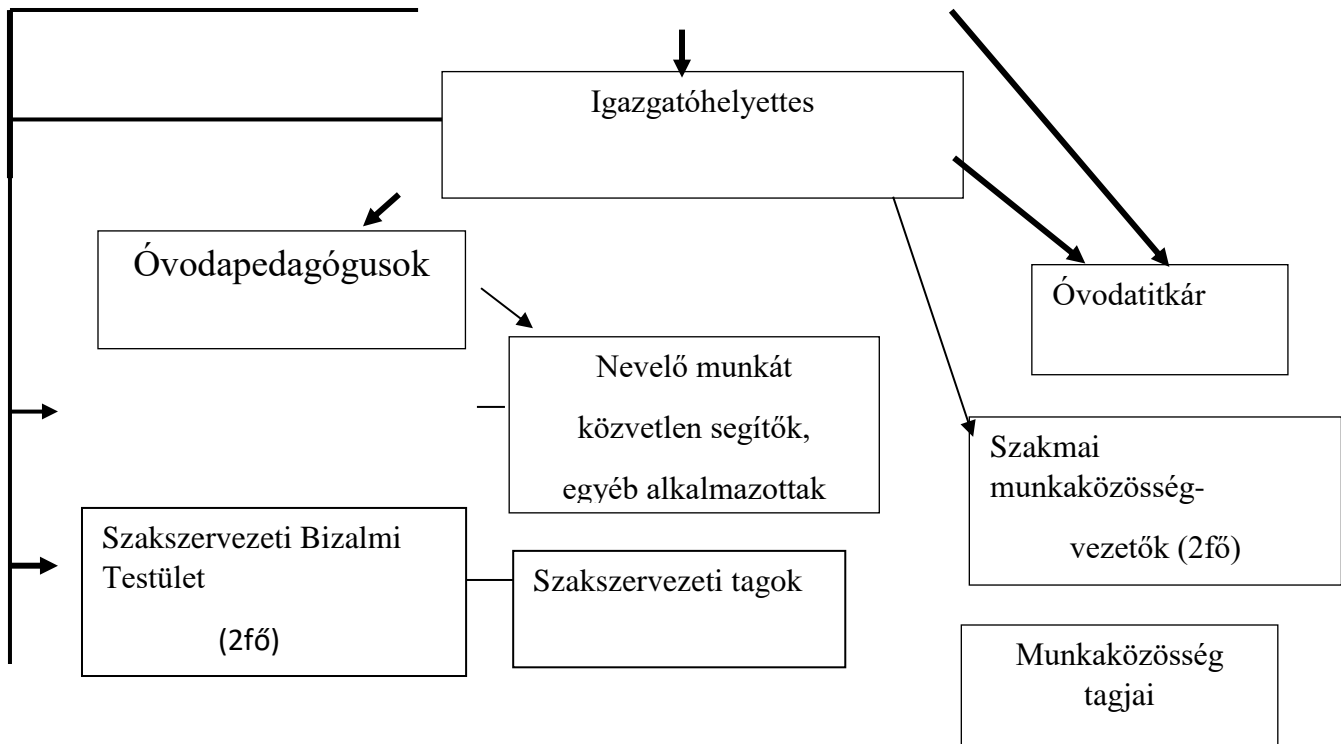 Igazgatóhelyettes
Óvodapedagógusok
Óvodatitkár
Nevelő munkát
közvetlen segítők,
egyéb alkalmazottak
Szakmai
munkaközösség-
vezetők (2fő)
Szakszervezeti Bizalmi
Testület
(2fő)
Szakszervezeti tagok
Munkaközösség
tagjai